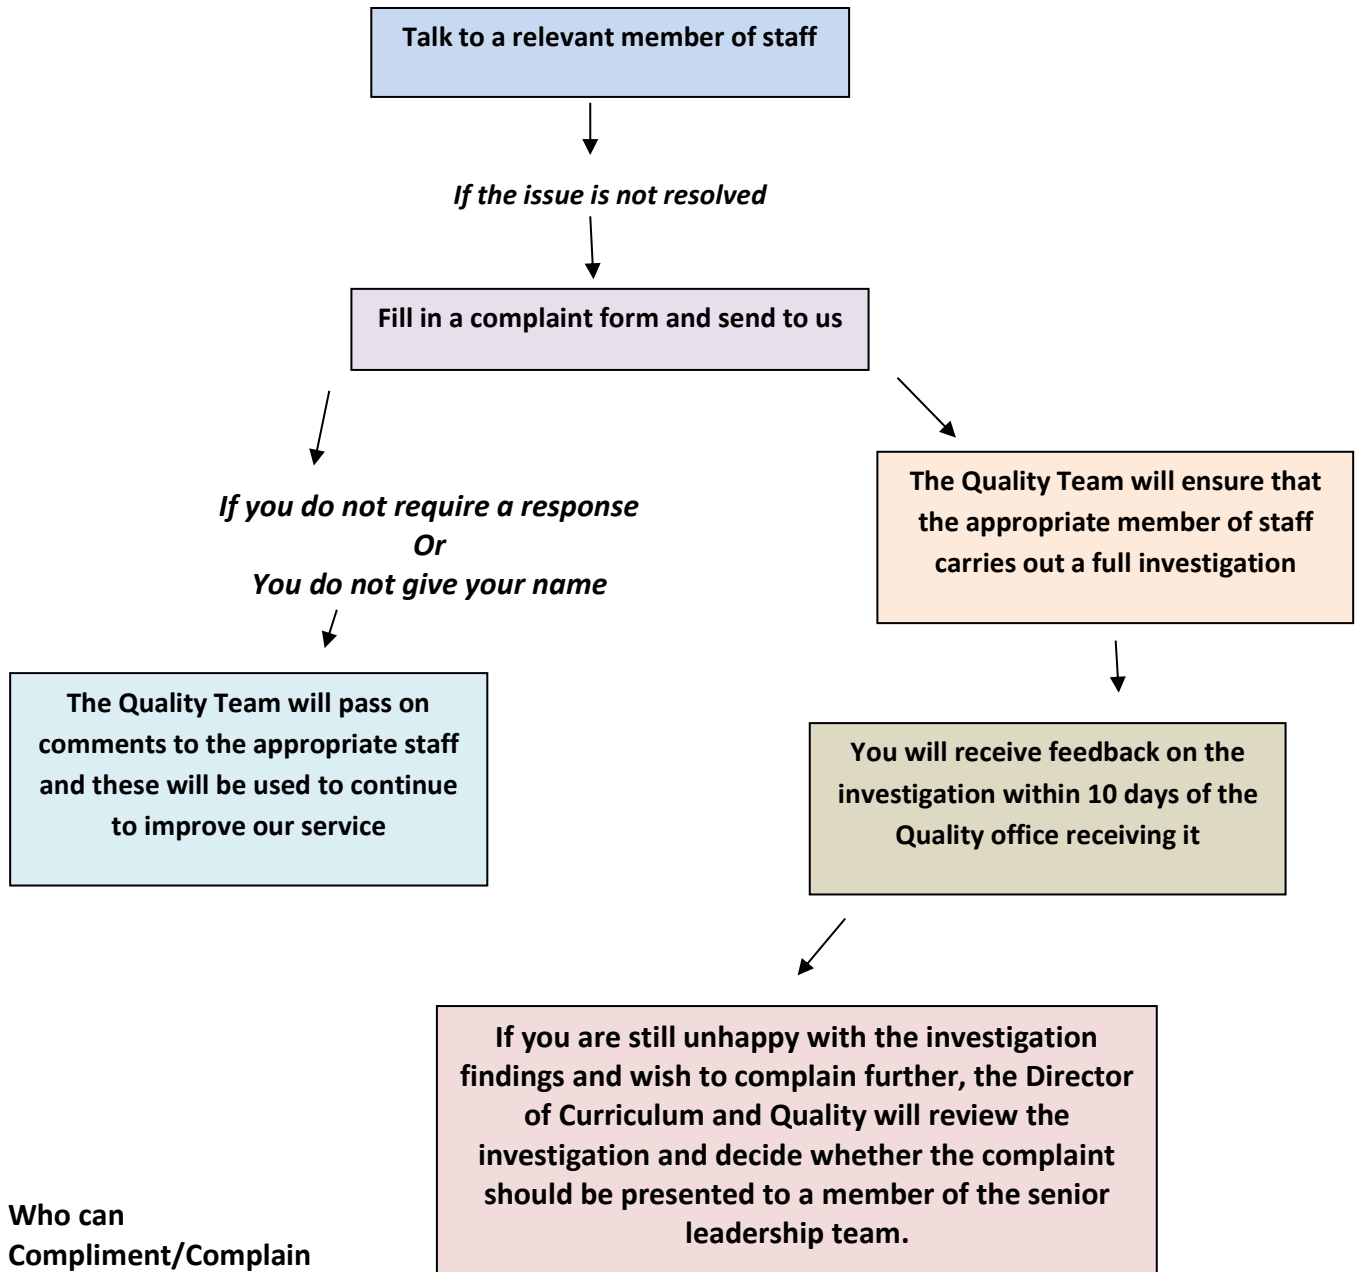 Talk to a relevant member of staff
If the issue is not resolved
Fill in a complaint form and send to us
If you do not require a response
Or
You do not give your name
The Quality Team will ensure that
the appropriate member of staff
carries out a full investigation
The Quality Team will pass on
comments to the appropriate staff
and these will be used to continue
to improve our service
You will receive feedback on the
investigation within 10 days of the
Quality office receiving it
If you are still unhappy with the investigation
findings and wish to complain further, the Director
of Curriculum and Quality will review the
investigation and decide whether the complaint
should be presented to a member of the senior
leadership team.
Who can
Compliment/Complain